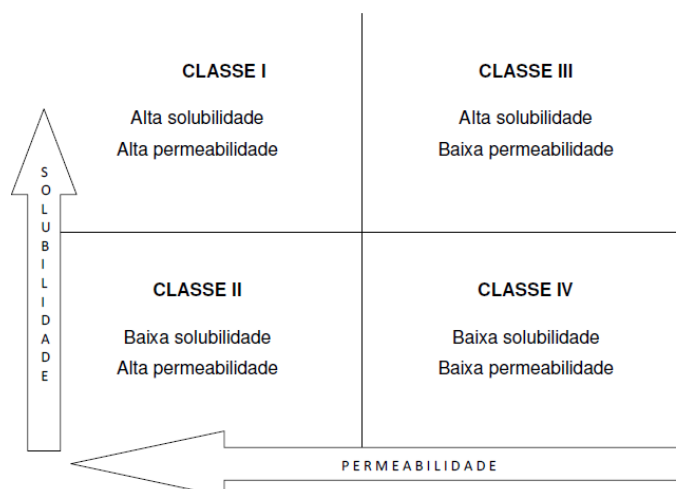 CLASSE I
Alta solubilidade
Alta permeabilidade
CLASSE III
Alta solubilidade
Baixa permeabilidade
SOLUBILIDADE
CLASSE II
Baixa solubilidade
Alta permeabilidade
CLASSE IV
Baixa solubilidade
Baixa permeabilidade
PERMEABILIDADE